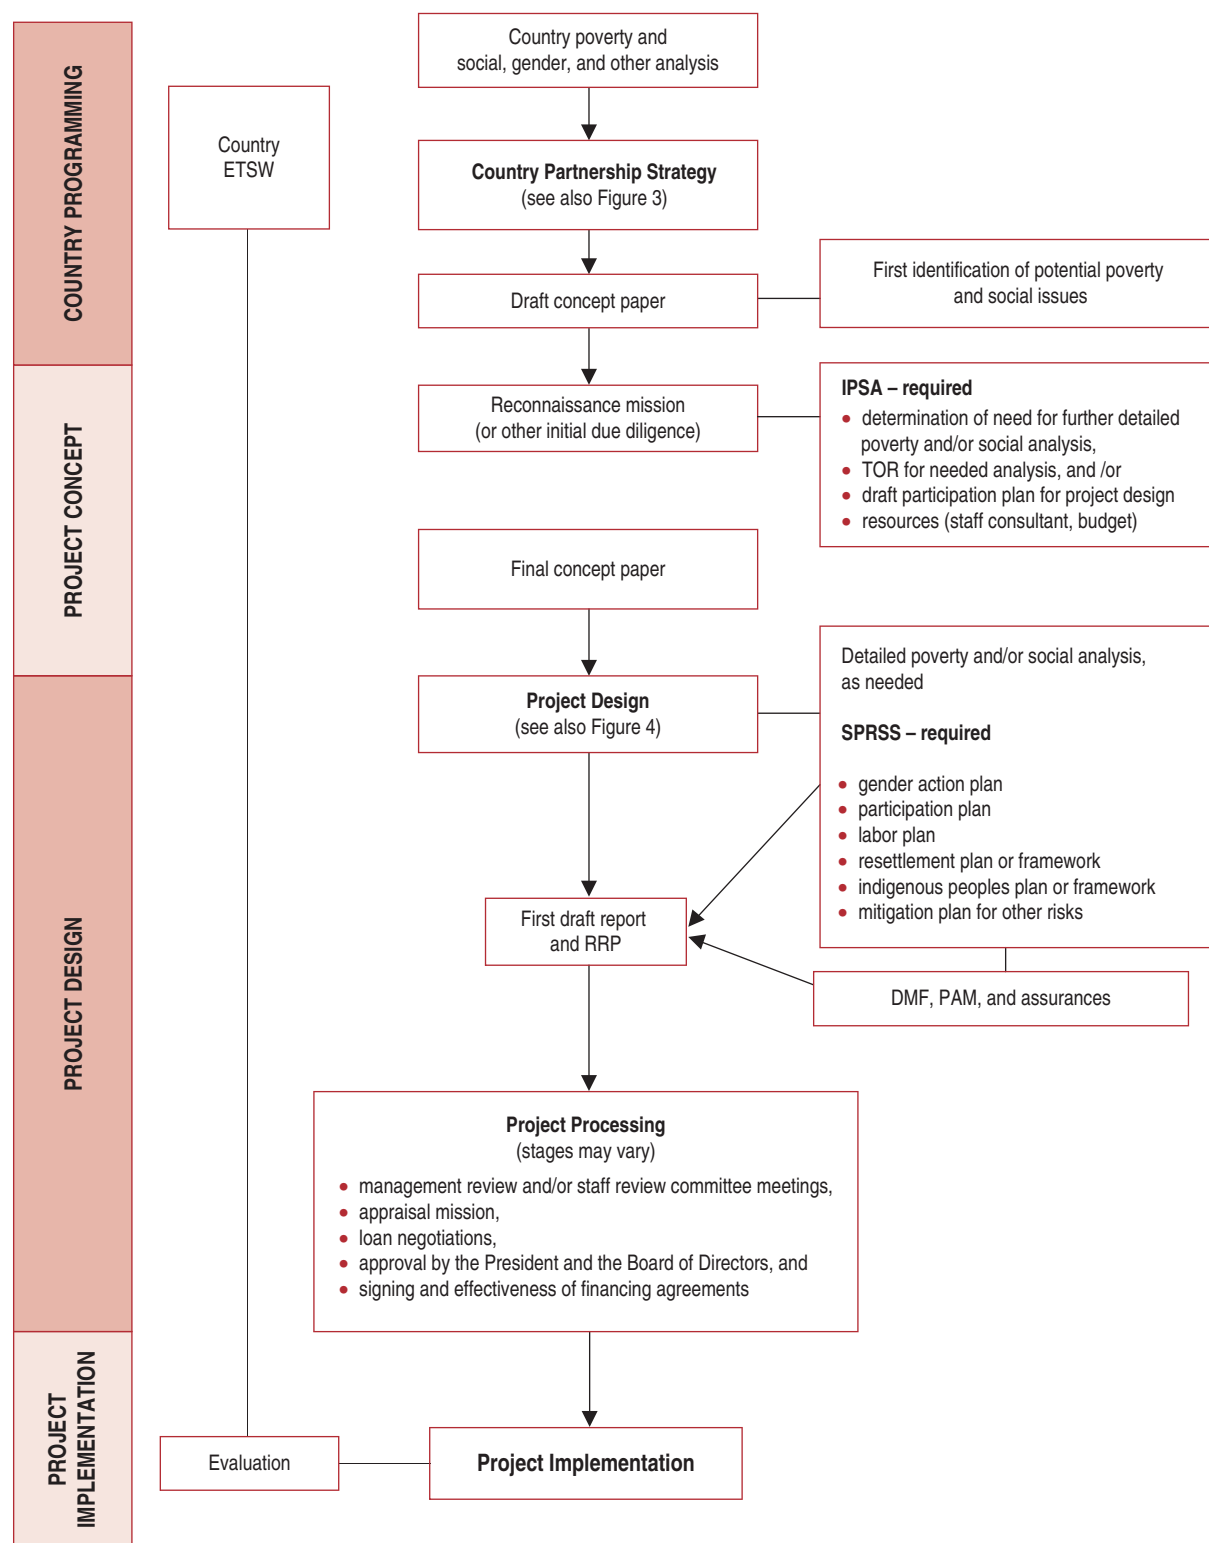 COUNTRY PROGRAMMING
Country poverty and
social, gender, and other analysis
Country
ETSW
Country Partnership Strategy
(see also Figure 3)
Draft concept paper
First identification of potential poverty
and social issues
PROJECT CONCEPT
Reconnaissance mission
(or other initial due diligence)
IPSA – required
• determination of need for further detailed
poverty and/or social analysis,
• TOR for needed analysis, and /or
• draft participation plan for project design
• resources (staff consultant, budget)
Final concept paper
PROJECT DESIGN
Project Design
(see also Figure 4)
Detailed poverty and/or social analysis,
as needed
SPRSS – required
• gender action plan
• participation plan
• labor plan
• resettlement plan or framework
• indigenous peoples plan or framework
• mitigation plan for other risks
First draft report
and RRP
DMF, PAM, and assurances
Project Processing
(stages may vary)
• management review and/or staff review committee meetings,
• appraisal mission,
• loan negotiations,
• approval by the President and the Board of Directors, and
• signing and effectiveness of financing agreements
PROJECT
IMPLEMENTATION
Evaluation
Project Implementation